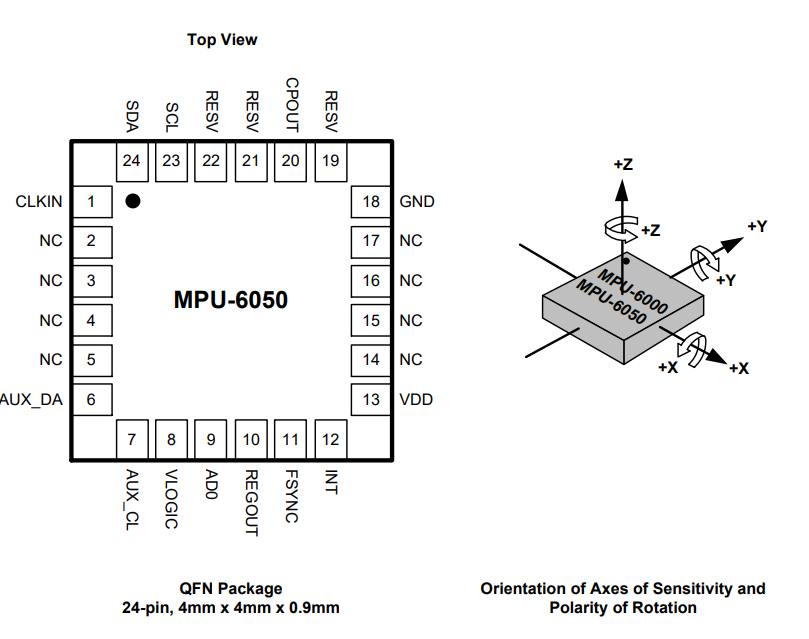 Top View
SDA
SCL
RESV
RESV
CPOUT
RESV
24 23 22 21 20 19
CLKIN 1
NC 2
NC 3
NC 4
NC 5
AUX_DA 6
MPU-6050
18 GND
17 NC
16 NC
15 NC
14 NC
13 VDD
7 8 9 10 11 12
AUX_CL
VLOGIC
AD0
REGOUT
FSYNC
INT
QFN Package
24-pin, 4mm x 4mm x 0.9mm
+Z
+Z
+Y
+Y
MPU-6000
MPU-6050
+X
+X
Orientation of Axes of Sensitivity and
Polarity of Rotation